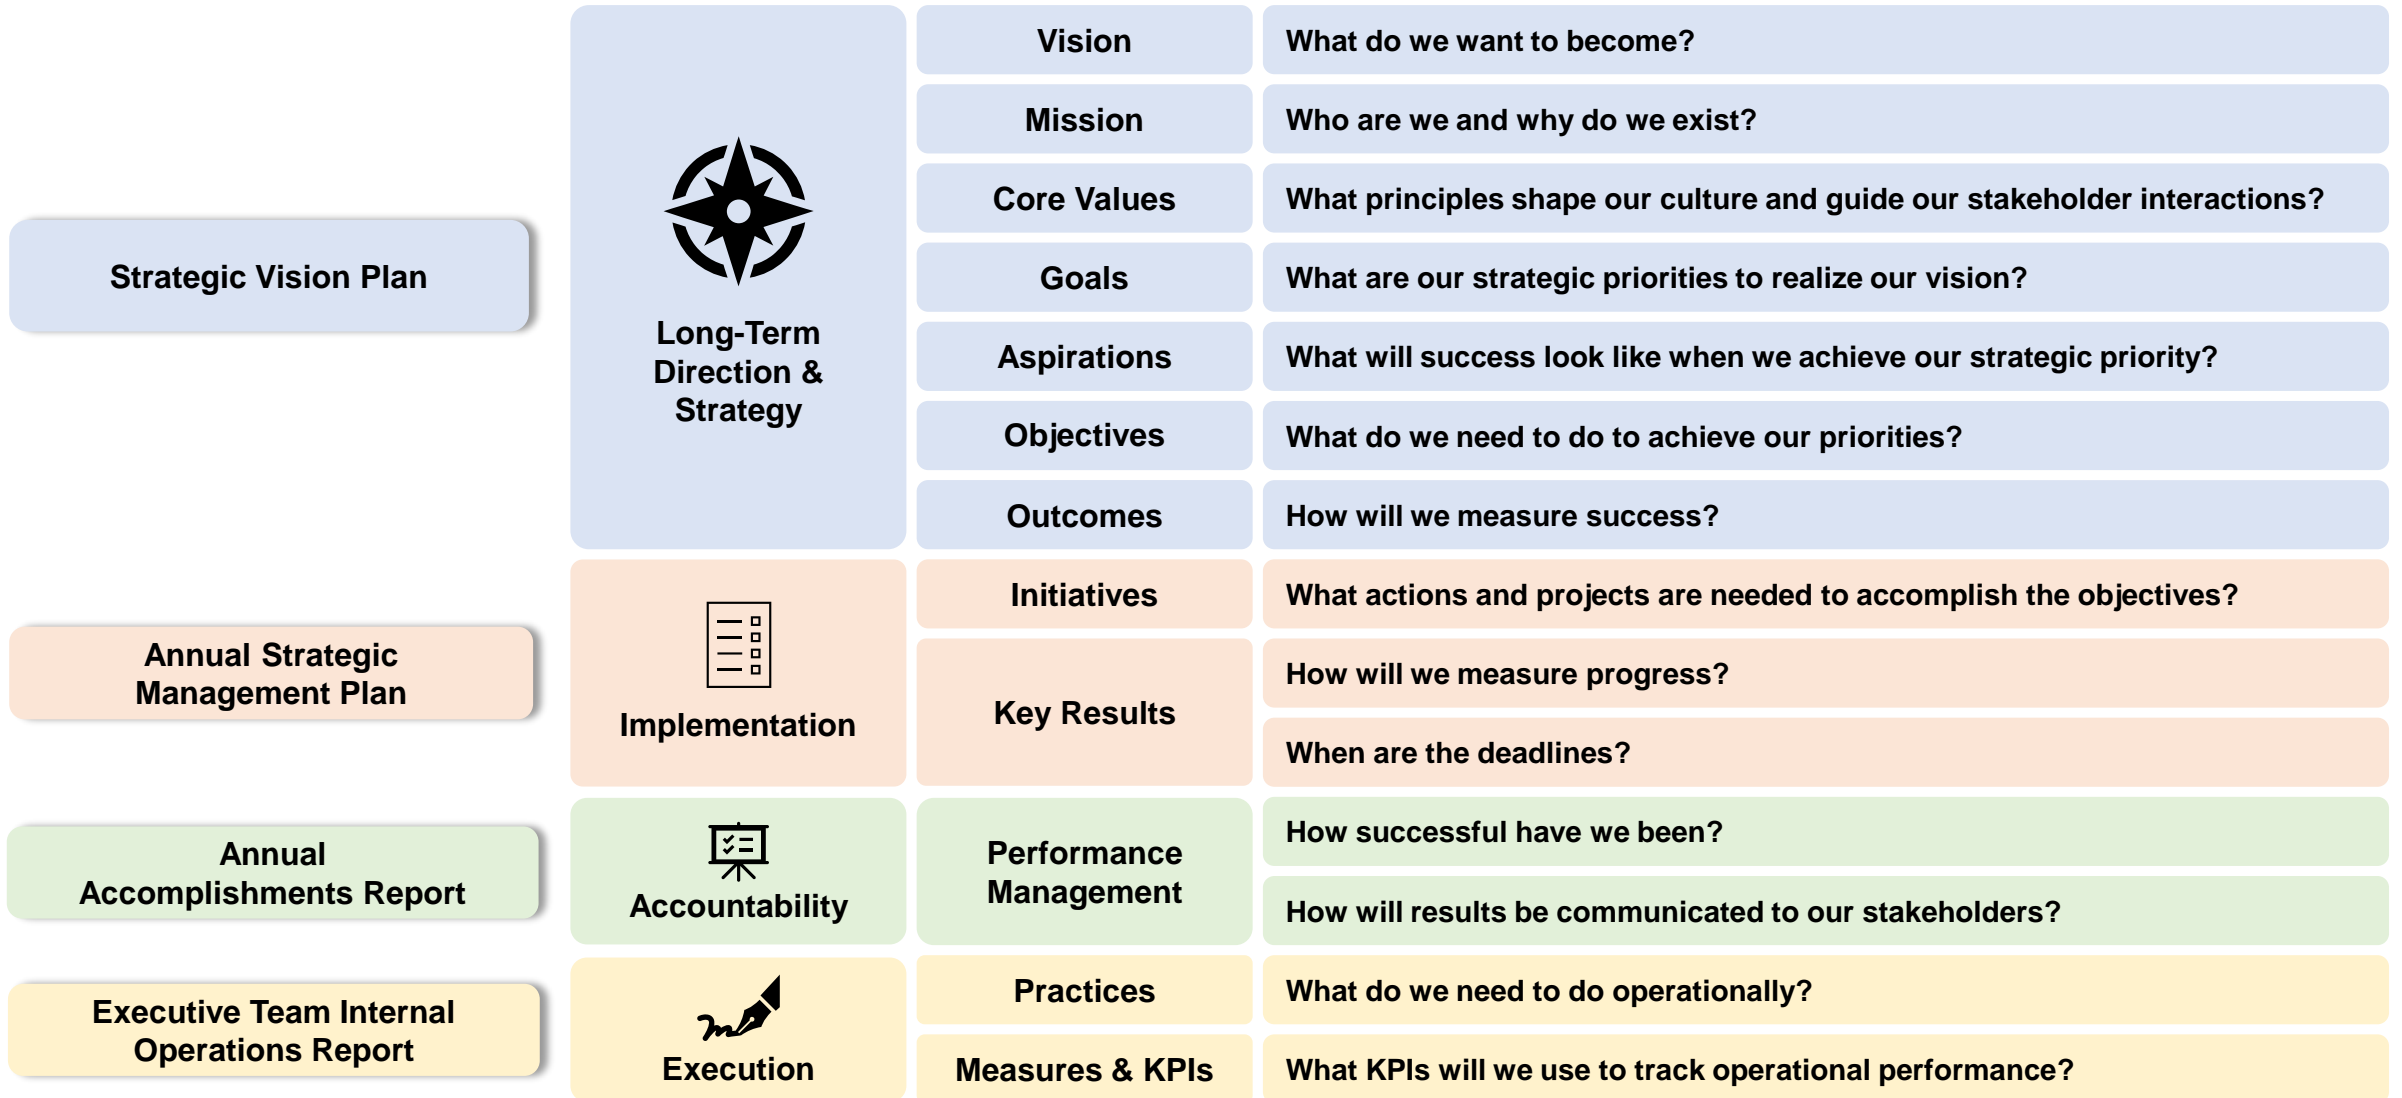 Strategic Vision Plan
Long-Term
Direction &
Strategy
Vision
What do we want to become?
Mission
Who are we and why do we exist?
Core Values
What principles shape our culture and guide our stakeholder interactions?
Goals
What are our strategic priorities to realize our vision?
Aspirations
What will success look like when we achieve our strategic priority?
Objectives
What do we need to do to achieve our priorities?
Outcomes
How will we measure success?
Annual Strategic
Management Plan
Implementation
Initiatives
What actions and projects are needed to accomplish the objectives?
Key Results
How will we measure progress?
When are the deadlines?
Annual
Accomplishments Report
Accountability
Performance
Management
How successful have we been?
How will results be communicated to our stakeholders?
Executive Team Internal
Operations Report
Execution
Practices
What do we need to do operationally?
Measures & KPIs
What KPIs will we use to track operational performance?